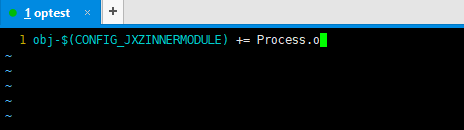 1 optest × +
1 obj-$(CONFIG_JXZINNERMODULE) += Process.o
~
~
~
~
~